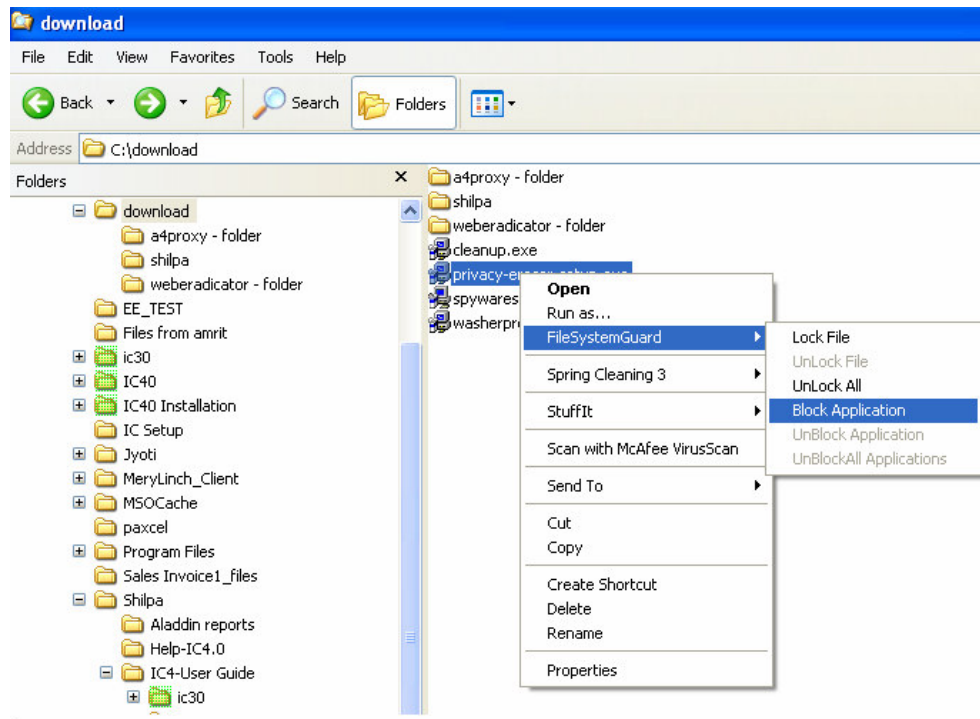 download
File Edit View Favorites Tools Help
Back Search Folders
Address C:\download
Folders
download
a4proxy - folder
shilpa
weberadicator - folder
EE_TEST
Files from amrit
ic30
IC40
IC40 Installation
IC Setup
Jyoti
MeryLinch_Client
MSOCache
paxcel
Program Files
Sales Invoice1_files
Shilpa
Aladdin reports
Help-IC4.0
IC4-User Guide
ic30
a4proxy - folder
shilpa
weberadicator - folder
cleanup.exe
spywares
Open
Run as...
FileSystemGuard
Spring Cleaning 3
StuffIt
Scan with McAfee VirusScan
Send To
Cut
Copy
Create Shortcut
Delete
Rename
Properties
Lock File
UnLock File
UnLock All
Block Application
UnBlock Application
UnBlockAll Applications